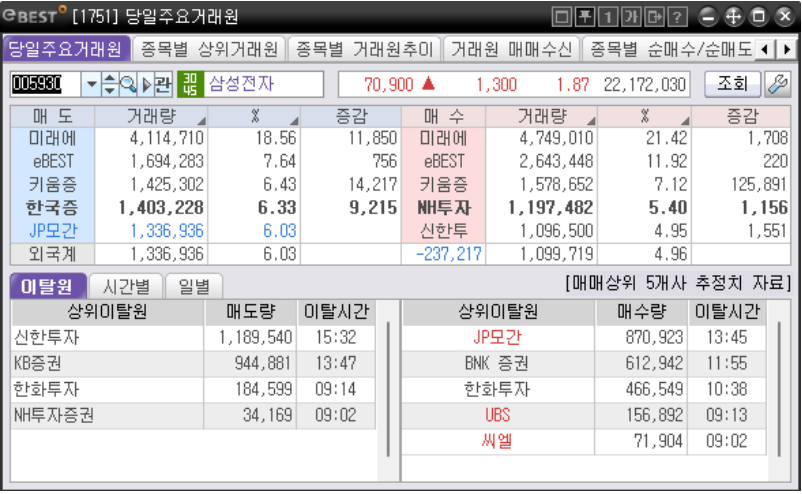 eBEST [1751] 당일주요거래원
당일주요거래원 종목별 상위거래원 종목별 거래원추이 거래원 매매수신 종목별 순매수/순매도
005930 관 30 45 삼성전자 70,900 ▲ 1,300 1.87 22,172,030 조회
매 도 거래량 % 증감 매 수 거래량 % 증감
미래에 4,114,710 18.56 11,850 미래에 4,749,010 21.42 1,708
eBEST 1,694,283 7.64 756 eBEST 2,643,448 11.92 220
키움증 1,425,302 6.43 14,217 키움증 1,578,652 7.12 125,891
한국증 1,403,228 6.33 9,215 NH투자 1,197,482 5.40 1,156
JP모간 1,336,936 6.03 신한투 1,096,500 4.95 1,551
외국계 1,336,936 6.03 -237,217 1,099,719 4.96
이탈원 시간별 일별 [매매상위 5개사 추정치 자료]
상위이탈원 매도량 이탈시간 상위이탈원 매수량 이탈시간
신한투자 1,189,540 15:32 JP모간 870,923 13:45
KB증권 944,881 13:47 BNK 증권 612,942 11:55
한화투자 184,599 09:14 한화투자 466,549 10:38
NH투자증권 34,169 09:02 UBS 156,892 09:13
씨엘 71,904 09:02